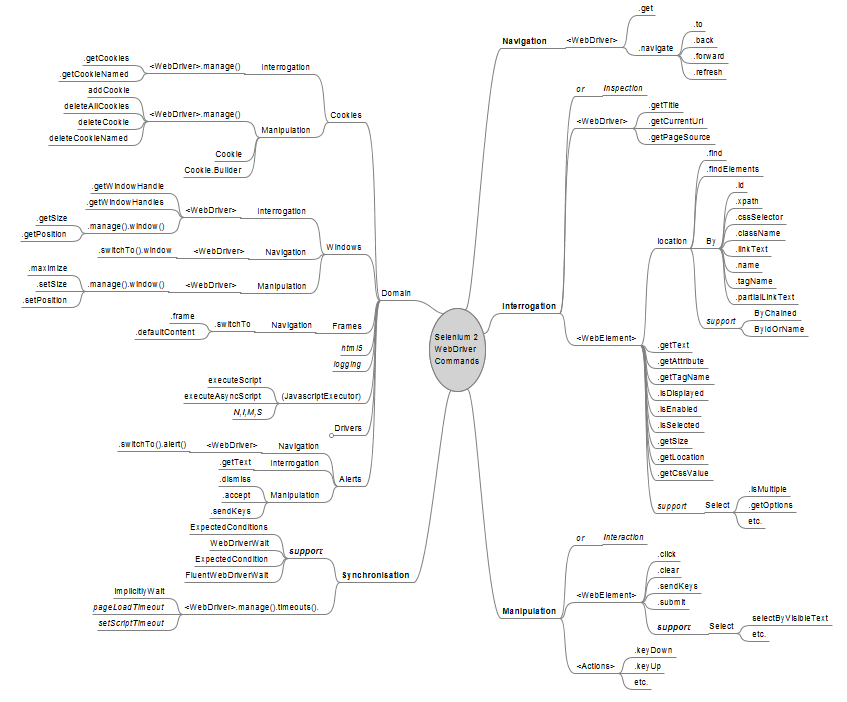 Selenium 2
WebDriver
Commands
Navigation
<WebDriver>
.get
.navigate
.to
.back
.forward
.refresh
Interrogation
or
Inspection
<WebDriver>
.getTitle
.getCurrentUrl
.getPageSource
<WebElement>
location
.find
.findElements
By
.id
.xpath
.cssSelector
.className
.linkText
.name
.tagName
.partialLinkText
support
ByChained
ByIdOrName
.getText
.getAttribute
.getTagName
.isDisplayed
.isEnabled
.isSelected
.getSize
.getLocation
.getCssValue
support
Select
.isMultiple
.getOptions
etc.
Manipulation
or
Interaction
<WebElement>
.click
.clear
.sendKeys
.submit
support
Select
selectByVisibleText
etc.
<Actions>
.keyDown
.keyUp
etc.
Domain
Cookies
Interrogation
<WebDriver>.manage()
.getCookies
.getCookieNamed
Manipulation
<WebDriver>.manage()
addCookie
deleteAllCookies
deleteCookie
deleteCookieNamed
Cookie
Cookie.Builder
Windows
Interrogation
<WebDriver>
.getWindowHandle
.getWindowHandles
.manage().window()
.getSize
.getPosition
Navigation
<WebDriver>
.switchTo().window
Manipulation
<WebDriver>
.manage().window()
.maximize
.setSize
.setPosition
Frames
Navigation
.switchTo
.frame
.defaultContent
html5
logging
(JavascriptExecutor)
executeScript
executeAsyncScript
N,I,M,S
Drivers
Alerts
Navigation
<WebDriver>
.switchTo().alert()
Interrogation
.getText
Manipulation
.dismiss
.accept
.sendKeys
Synchronisation
support
ExpectedConditions
WebDriverWait
ExpectedCondition
FluentWebDriverWait
<WebDriver>.manage().timeouts().
implicitlyWait
pageLoadTimeout
setScriptTimeout